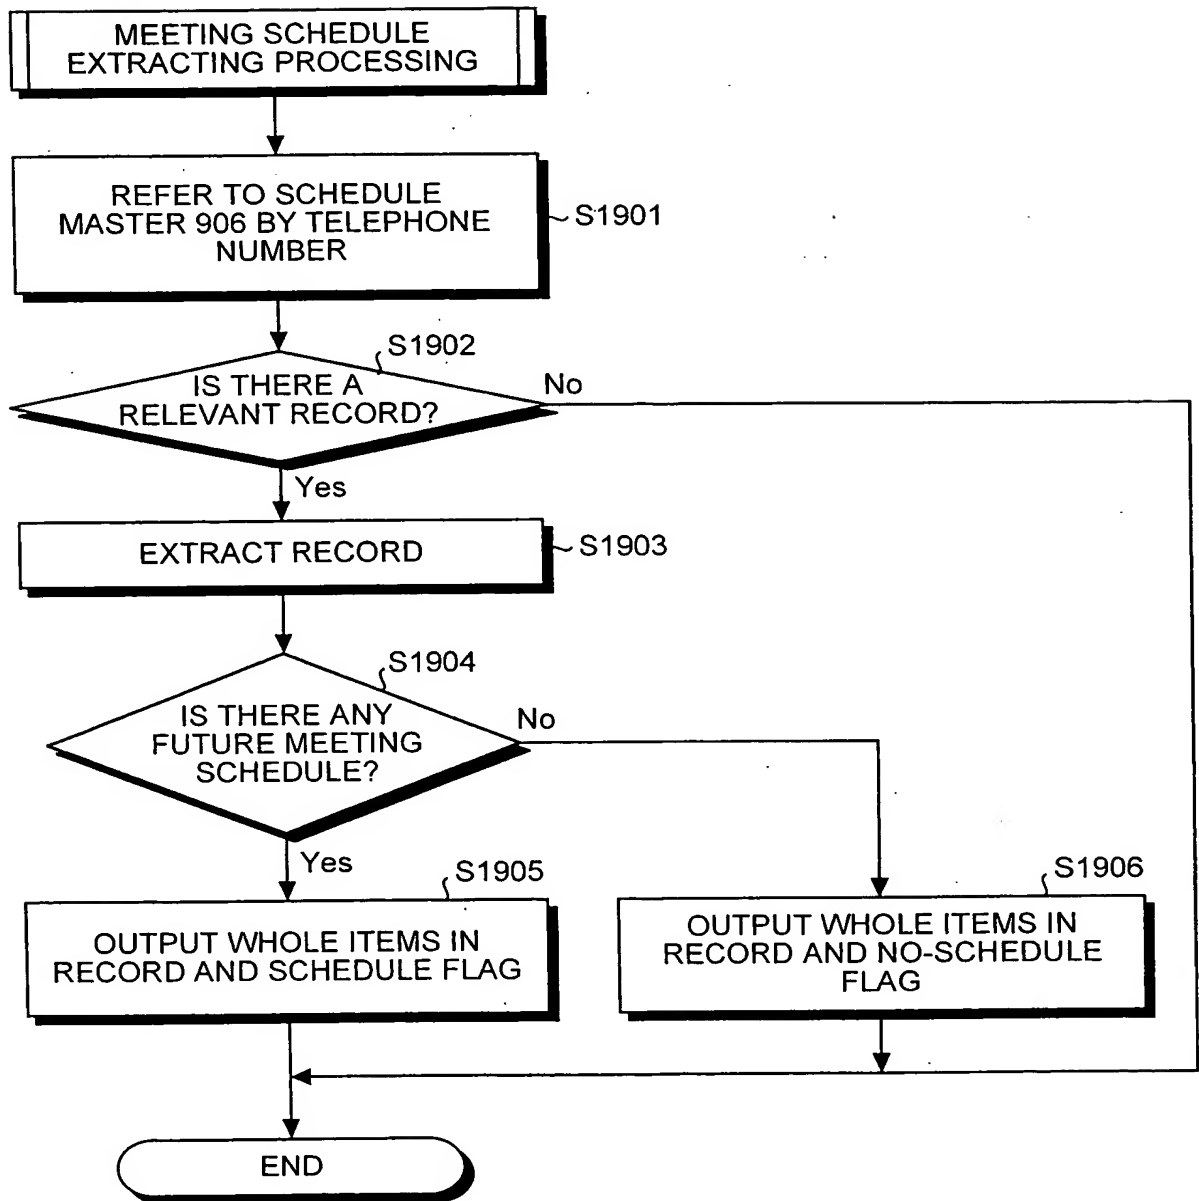 MEETING SCHEDULE
EXTRACTING PROCESSING
REFER TO SCHEDULE
MASTER 906 BY TELEPHONE
NUMBER
S1901
S1902
IS THERE A
RELEVANT RECORD?
No
Yes
EXTRACT RECORD
S1903
S1904
IS THERE ANY
FUTURE MEETING
SCHEDULE?
No
Yes
S1905
OUTPUT WHOLE ITEMS IN
RECORD AND SCHEDULE FLAG
S1906
OUTPUT WHOLE ITEMS IN
RECORD AND NO-SCHEDULE
FLAG
END